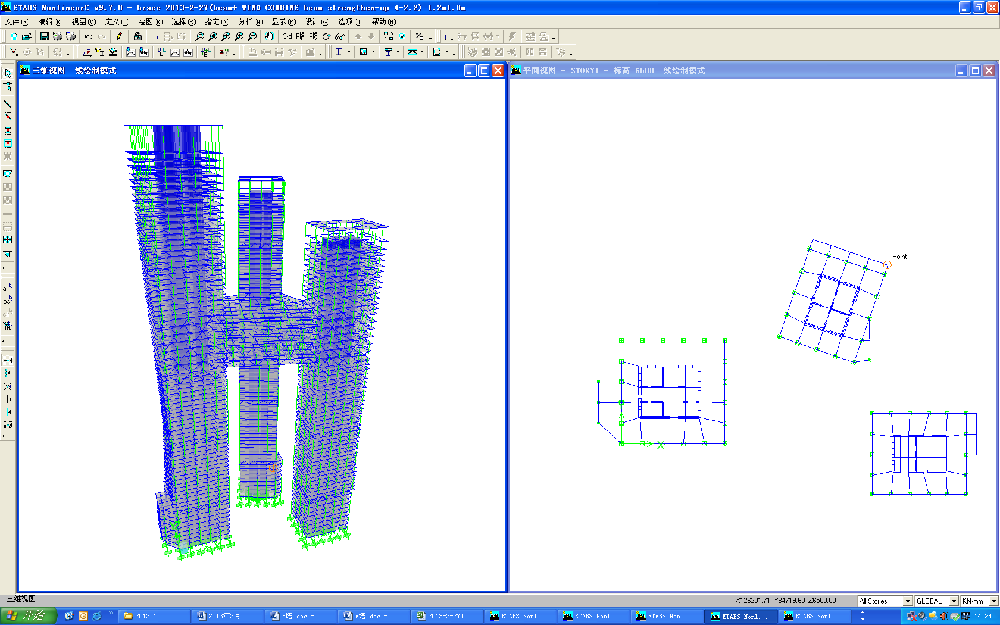 ETABS NonlinearC v9.7.0 - brace 2013-2-27(beam+ WIND COMBINE beam strengthen-up 4-2.2) 1.2m1.0m
文件(F) 编辑(E) 视图(V) 定义(D) 绘图(R) 选择(S) 指定(A) 分析(N) 显示(P) 设计(G) 选项(O) 帮助(H)
3-d
all
ps
clr
三维视图 线绘制模式
平面视图 - STORY1 - 标高 6500 线绘制模式
Point
X
三维视图
X126201.71 Y84719.60 Z6500.00
All Stories
GLOBAL
KN-mm
开始
2013.1
2013年3月...
B塔.doc - ...
A塔.doc - ...
2013-2-27(...
ETABS Nonl...
ETABS Nonl...
ETABS Nonl...
ETABS Nonl...
ETABS Nonl...
14:24